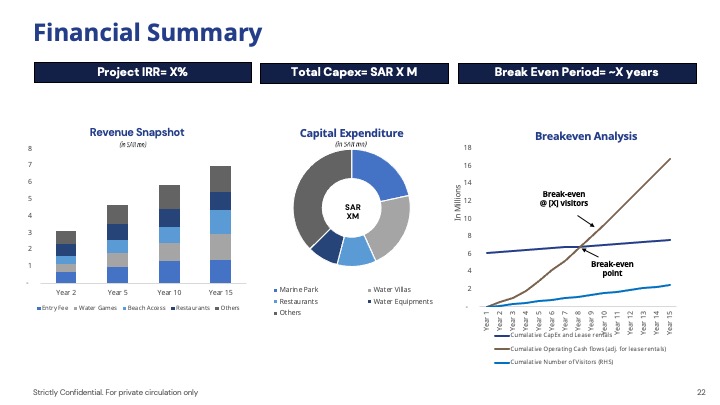 Financial Summary
Project IRR= X%
Total Capex= SAR X M
Break Even Period= ~X years
Revenue Snapshot
(in SAR mn)
8
7
6
5
4
3
2
1
-
Year 2
Year 5
Year 10
Year 15
Entry Fee
Water Games
Beach Access
Restaurants
Others
Capital Expenditure
(in SAR mn)
SAR
XM
Marine Park
Water Villas
Restaurants
Water Equipments
Others
Breakeven Analysis
In Millions
18
16
14
12
10
8
6
4
2
-
Break-even
@ [X] visitors
Break-even
point
Year 1
Year 2
Year 3
Year 4
Year 5
Year 6
Year 7
Year 8
Year 9
Year 10
Year 11
Year 12
Year 13
Year 14
Year 15
Cumulative CapEx and Lease rentals
Cumulative Operating Cash flows (adj. for lease rentals)
Cumulative Number of Visitors (RHS)
Strictly Confidential. For private circulation only
22